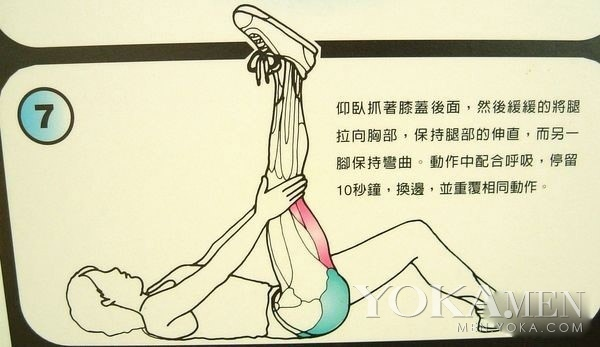 7
仰臥抓著膝蓋後面，然後緩緩的將腿
拉向胸部，保持腿部的伸直，而另一
腳保持彎曲。動作中配合呼吸，停留
10秒鐘，換邊，並重覆相同動作。
YOKA.MEN
MEN.YOKA.COM